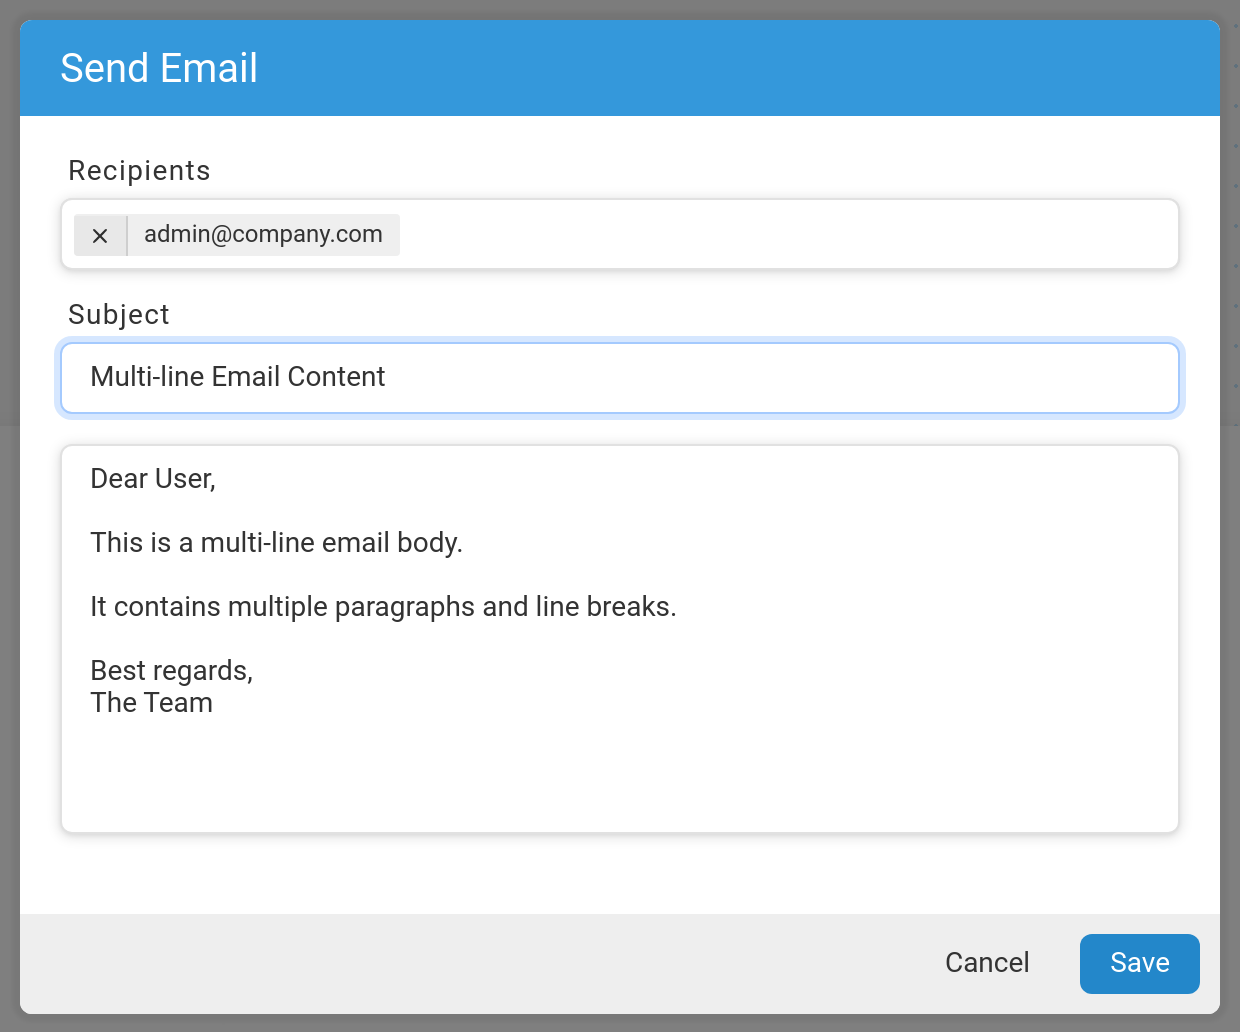 Send Email
Recipients
admin@company.com
Subject
Multi-line Email Content
Dear User,
This is a multi-line email body.
It contains multiple paragraphs and line breaks.
Best regards,
The Team
Cancel
Save